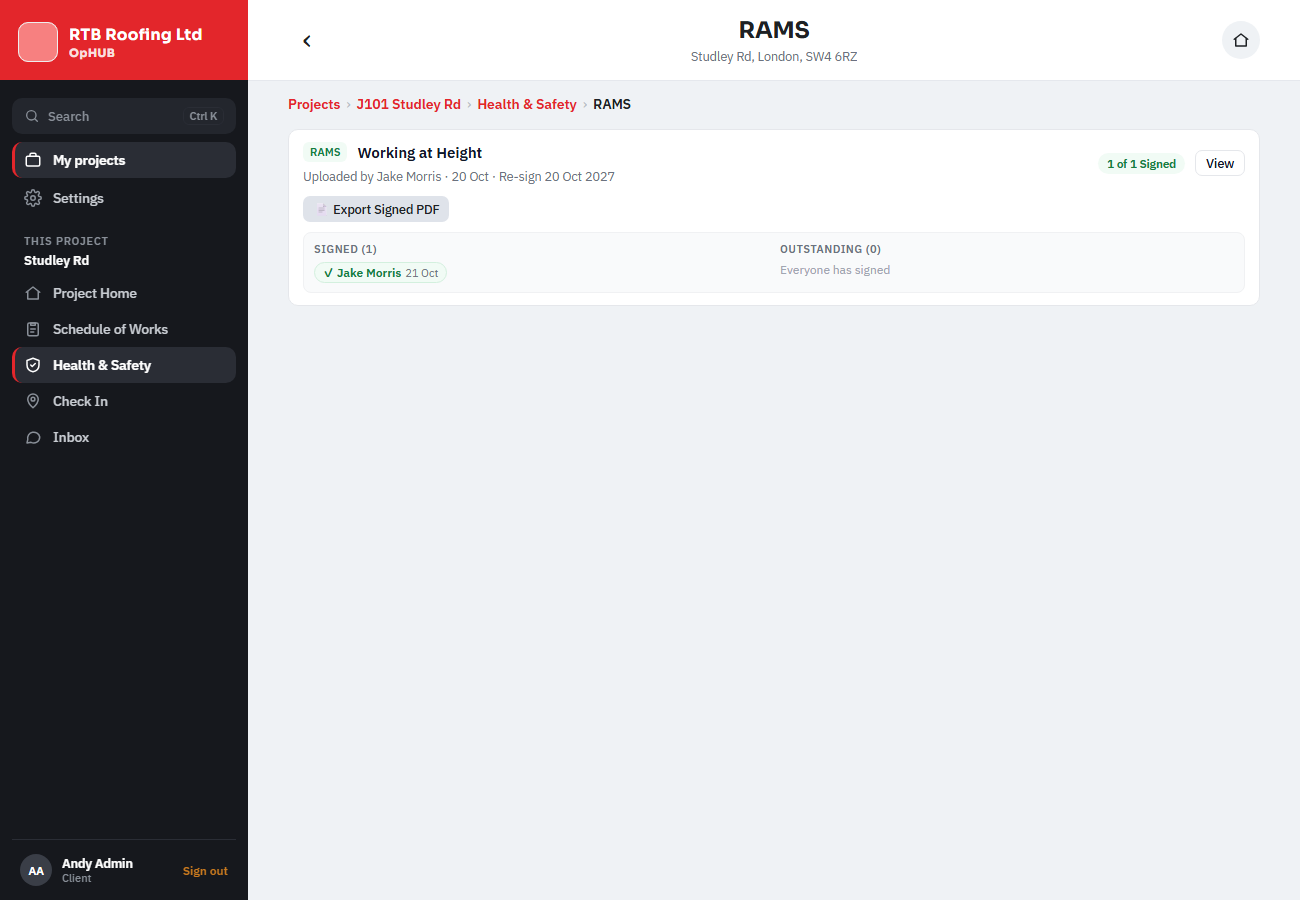 RTB Roofing Ltd
OpHUB
Search Ctrl K
My projects
Settings
THIS PROJECT
Studley Rd
Project Home
Schedule of Works
Health & Safety
Check In
Inbox
AA
Andy Admin
Client
Sign out
RAMS
Studley Rd, London, SW4 6RZ
Projects › J101 Studley Rd › Health & Safety › RAMS
RAMS Working at Height
Uploaded by Jake Morris · 20 Oct · Re-sign 20 Oct 2027
1 of 1 Signed View
Export Signed PDF
SIGNED (1)
✓ Jake Morris 21 Oct
OUTSTANDING (0)
Everyone has signed